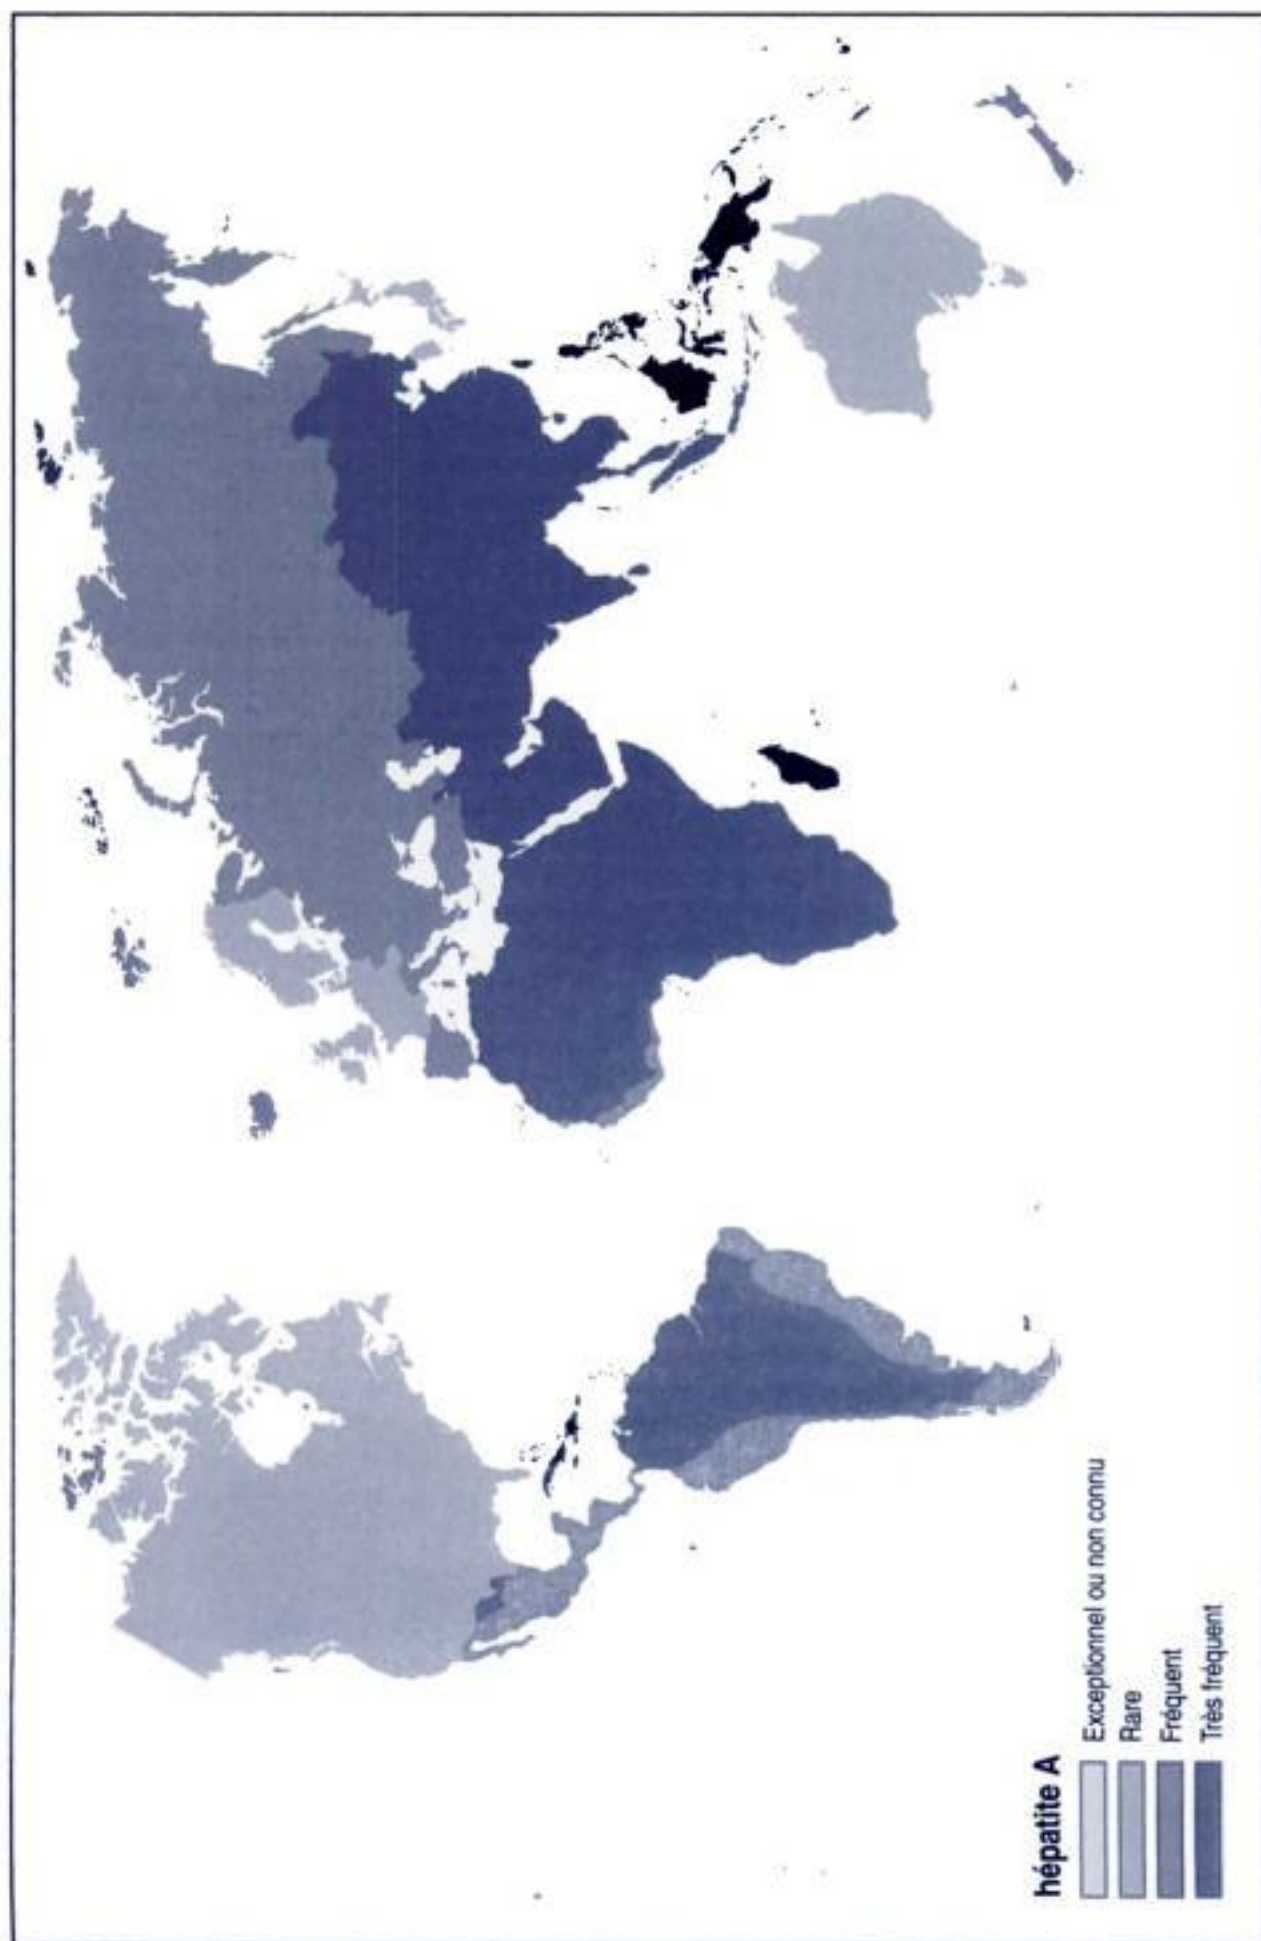 hépatite A
Exceptionnel ou non connu
Rare
Fréquent
Très fréquent